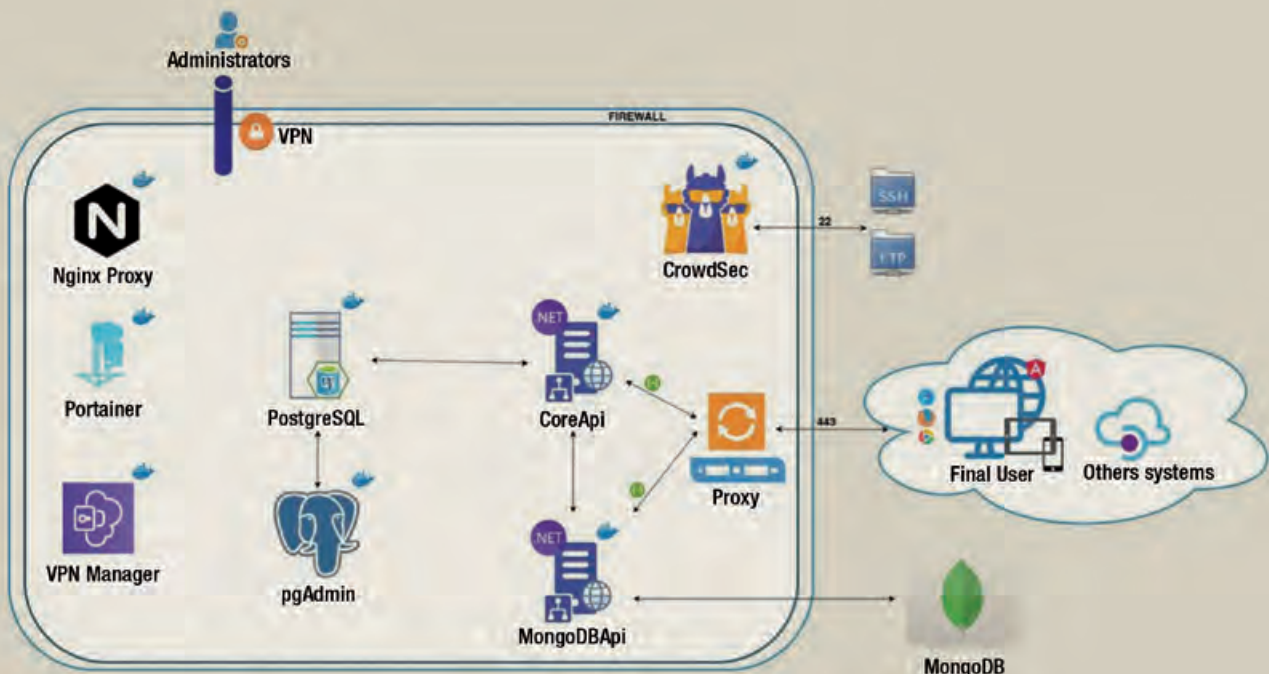 Administrators
FIREWALL
VPN
N
Nginx Proxy
CrowdSec
22
SSH
FTP
Portainer
PostgreSQL
.NET
CoreApi
Proxy
443
A
Final User
Others systems
VPN Manager
pgAdmin
.NET
MongoDBApi
MongoDB